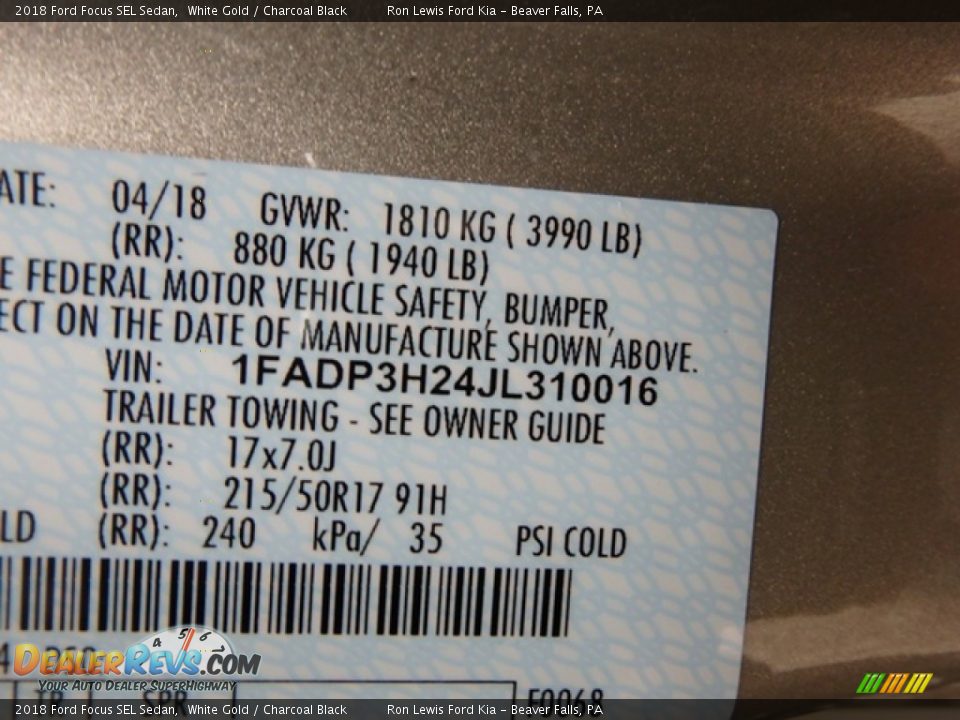 2018 Ford Focus SEL Sedan, White Gold / Charcoal Black Ron Lewis Ford Kia - Beaver Falls, PA
ATE: 04/18 GVWR: 1810 KG ( 3990 LB)
(RR): 880 KG ( 1940 LB)
E FEDERAL MOTOR VEHICLE SAFETY, BUMPER,
ECT ON THE DATE OF MANUFACTURE SHOWN ABOVE.
VIN: 1FADP3H24JL310016
TRAILER TOWING - SEE OWNER GUIDE
(RR): 17x7.0J
(RR): 215/50R17 91H
LD (RR): 240 kPa/ 35 PSI COLD
4 5 6
DEALERREVS.COM
YOUR AUTO DEALER SUPERHIGHWAY
SPR
2018 Ford Focus SEL Sedan, White Gold / Charcoal Black Ron Lewis Ford Kia - Beaver Falls, PA